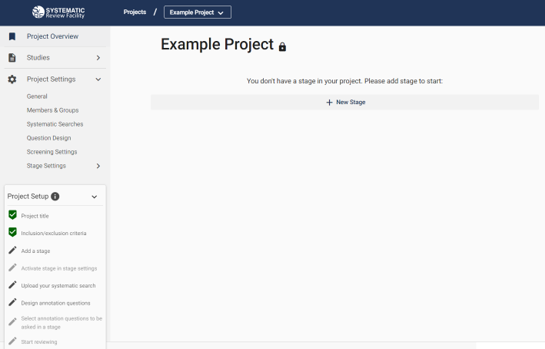 SYSTEMATIC
Review Facility
Projects / Example Project
Project Overview
Studies
Project Settings
General
Members & Groups
Systematic Searches
Question Design
Screening Settings
Stage Settings
Project Setup
Project title
Inclusion/exclusion criteria
Add a stage
Activate stage in stage settings
Upload your systematic search
Design annotation questions
Select annotation questions to be
asked in a stage
Start reviewing
Example Project
You don't have a stage in your project. Please add stage to start:
+ New Stage